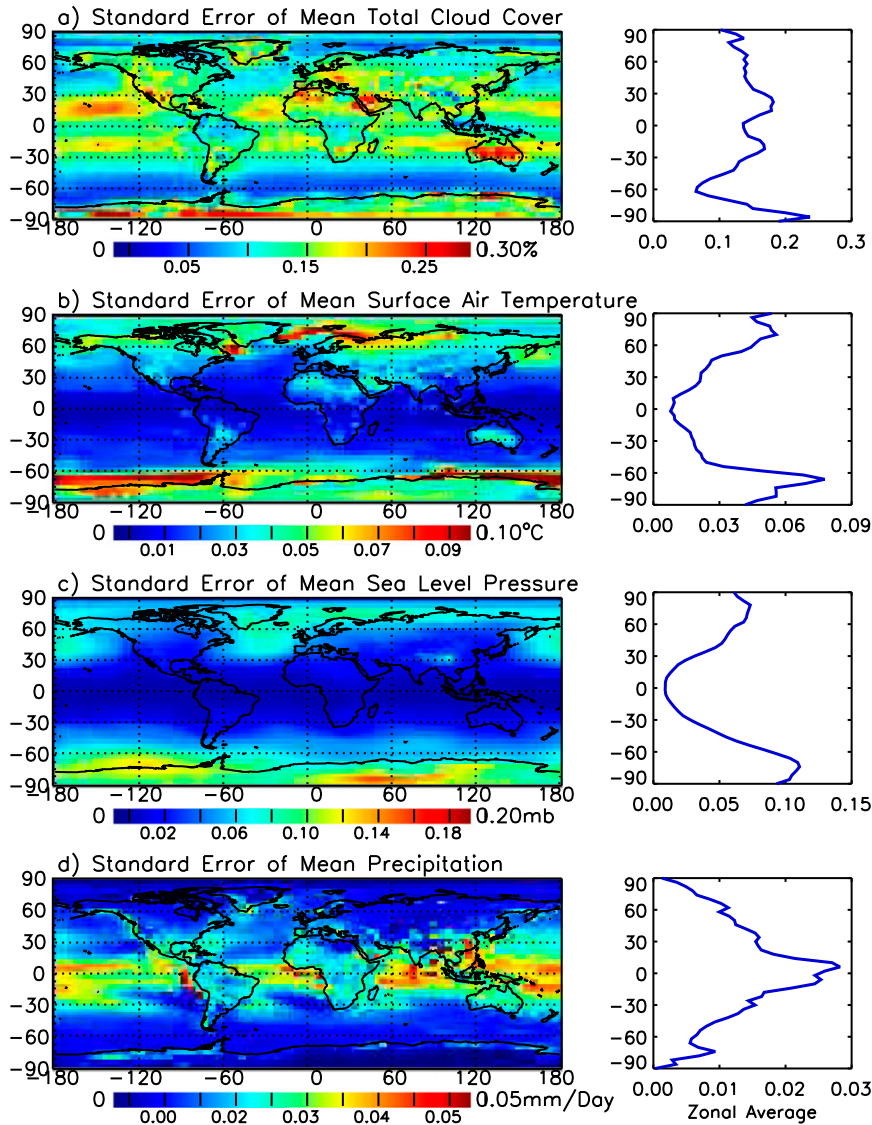 a) Standard Error of Mean Total Cloud Cover
90
60
30
0
−30
−60
−90
−180 −120 −60 0 60 120 180
0 0.30%
0.05 0.15 0.25
90
60
30
0
−30
−60
−90
0.0 0.1 0.2 0.3
b) Standard Error of Mean Surface Air Temperature
90
60
30
0
−30
−60
−90
−180 −120 −60 0 60 120 180
0 0.10°C
0.01 0.03 0.05 0.07 0.09
90
60
30
0
−30
−60
−90
0.00 0.03 0.06 0.09
c) Standard Error of Mean Sea Level Pressure
90
60
30
0
−30
−60
−90
−180 −120 −60 0 60 120 180
0 0.20mb
0.02 0.06 0.10 0.14 0.18
90
60
30
0
−30
−60
−90
0.00 0.05 0.10 0.15
d) Standard Error of Mean Precipitation
90
60
30
0
−30
−60
−90
−180 −120 −60 0 60 120 180
0 0.05mm/Day
0.00 0.02 0.03 0.04 0.05
90
60
30
0
−30
−60
−90
0.00 0.01 0.02 0.03
Zonal Average